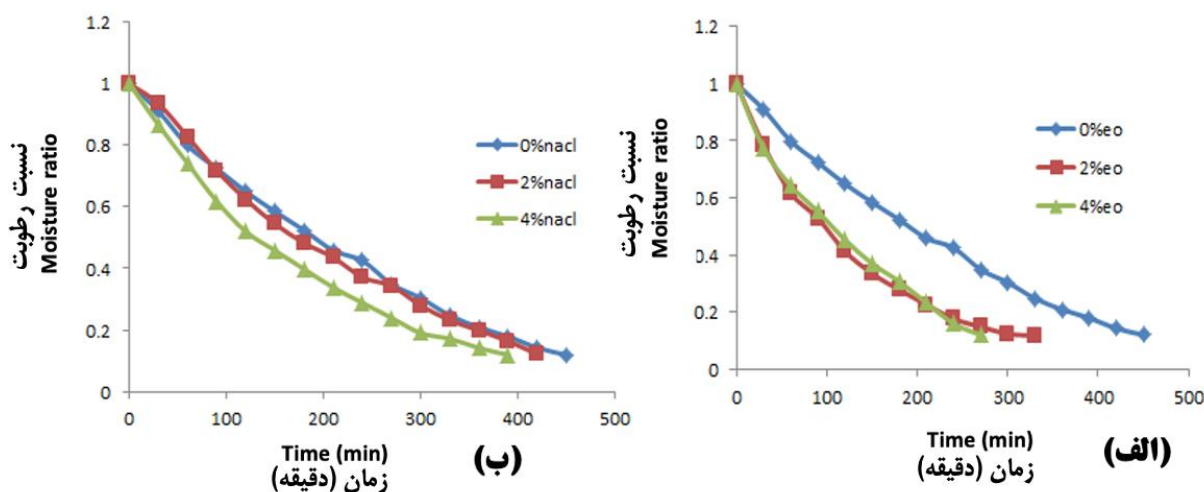 1.2
1
0.8
0.6
0.4
0.2
0
0
100
200
300
400
500
نسبت رطوبت
Moisture ratio
0%nacl
2%nacl
4%nacl
Time (min)
زمان (دقیقه)
(ب)
1.2
1
0.8
0.6
0.4
0.2
0
0
100
200
300
400
500
نسبت رطوبت
Moisture ratio
0%eo
2%eo
4%eo
Time (min)
زمان (دقیقه)
(الف)